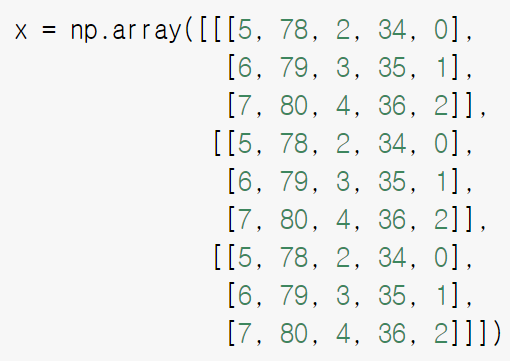 x = np.array([[[5, 78, 2, 34, 0],
[6, 79, 3, 35, 1],
[7, 80, 4, 36, 2]],
[[5, 78, 2, 34, 0],
[6, 79, 3, 35, 1],
[7, 80, 4, 36, 2]],
[[5, 78, 2, 34, 0],
[6, 79, 3, 35, 1],
[7, 80, 4, 36, 2]]])